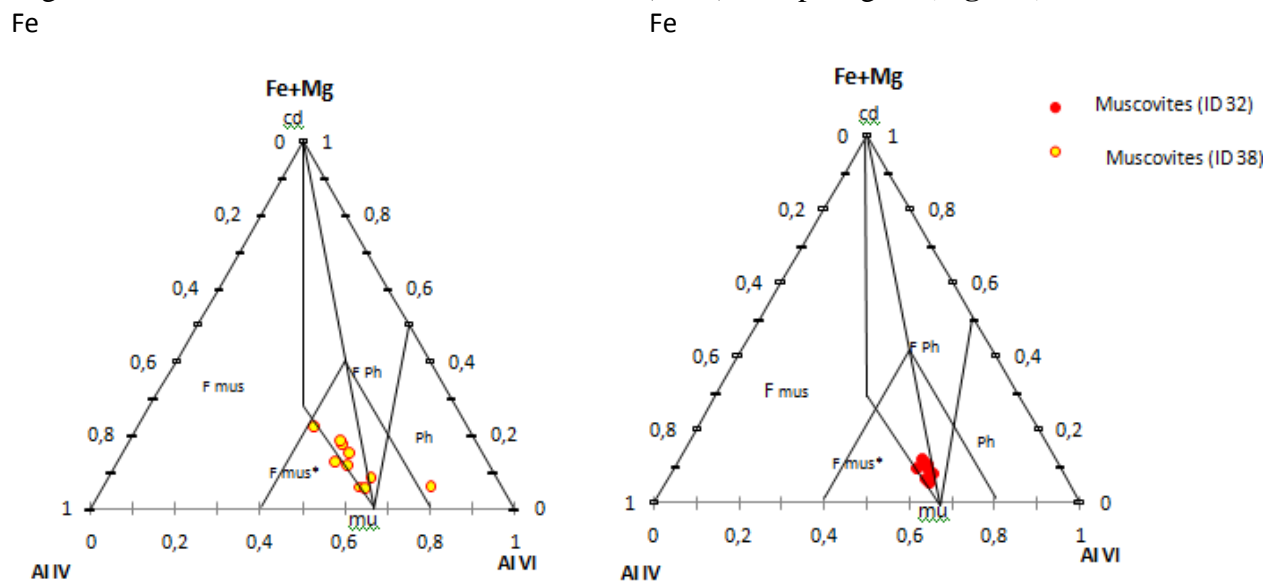 Fe Fe
Fe+Mg
cd
0 1
0,2 0,8
0,4 0,6
0,6 0,4
F mus
F Ph
0,8 0,2
Ph
F mus*
1 0
mu
0 0,2 0,4 0,6 0,8 1
Al IV Al VI
Fe+Mg
cd
0 1
0,2 0,8
0,4 0,6
F Ph
0,6 0,4
F mus
0,8 0,2
Ph
F mus*
1 0
mu
0 0,2 0,4 0,6 0,8 1
Al IV Al VI
Muscovites (ID 32)
Muscovites (ID 38)